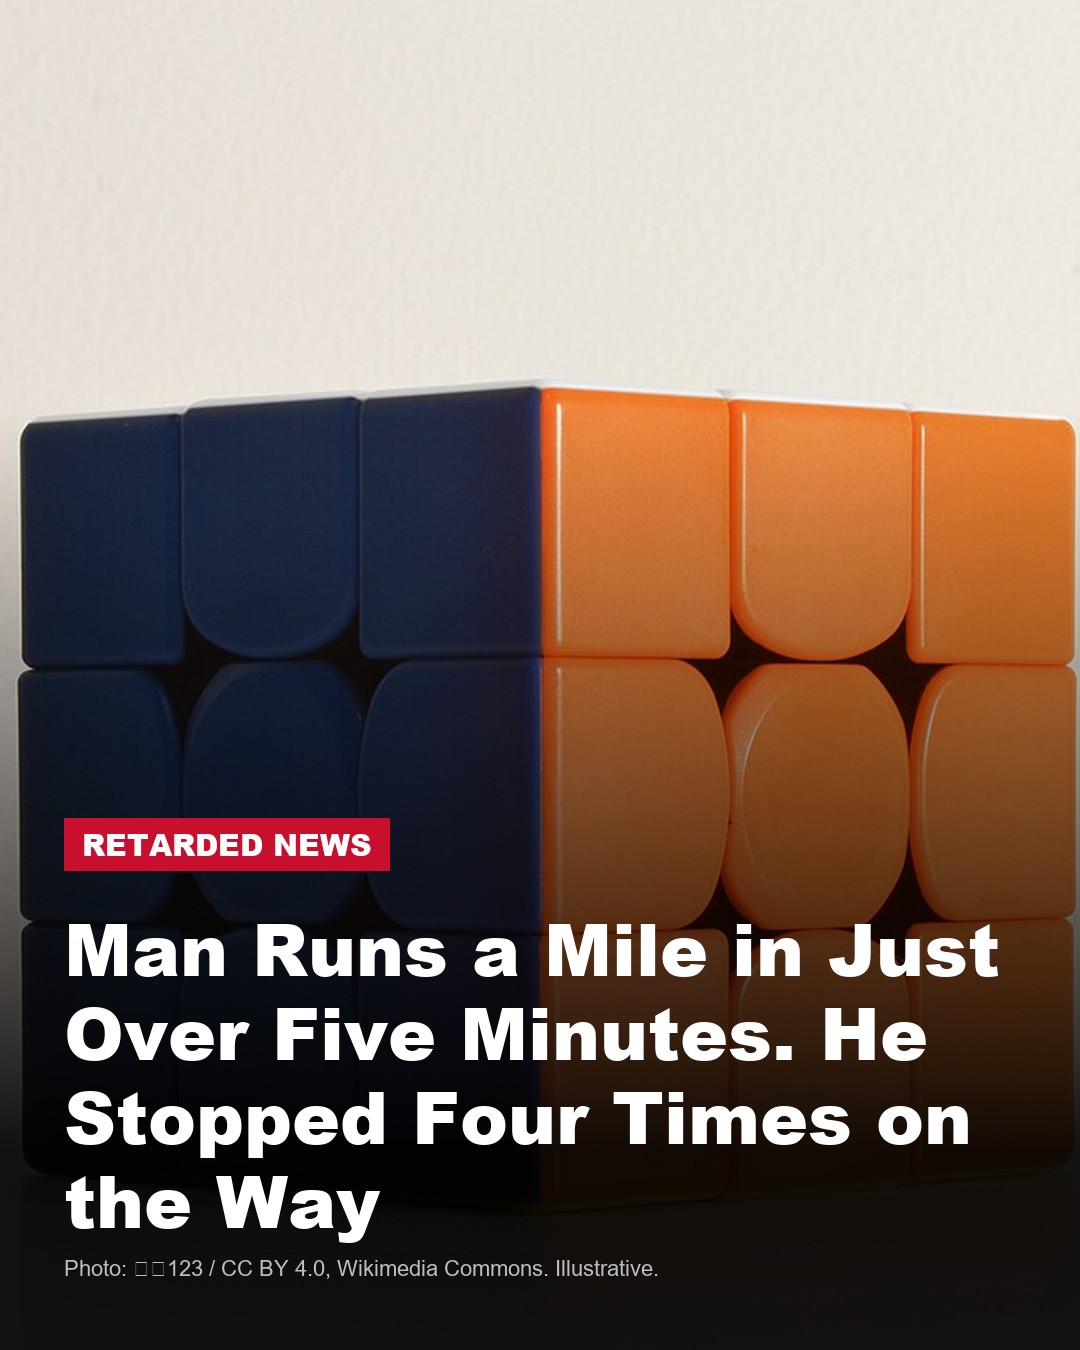 RETARDED NEWS
Man Runs a Mile in Just
Over Five Minutes. He
Stopped Four Times on
the Way
Photo: □□123 / CC BY 4.0, Wikimedia Commons. Illustrative.